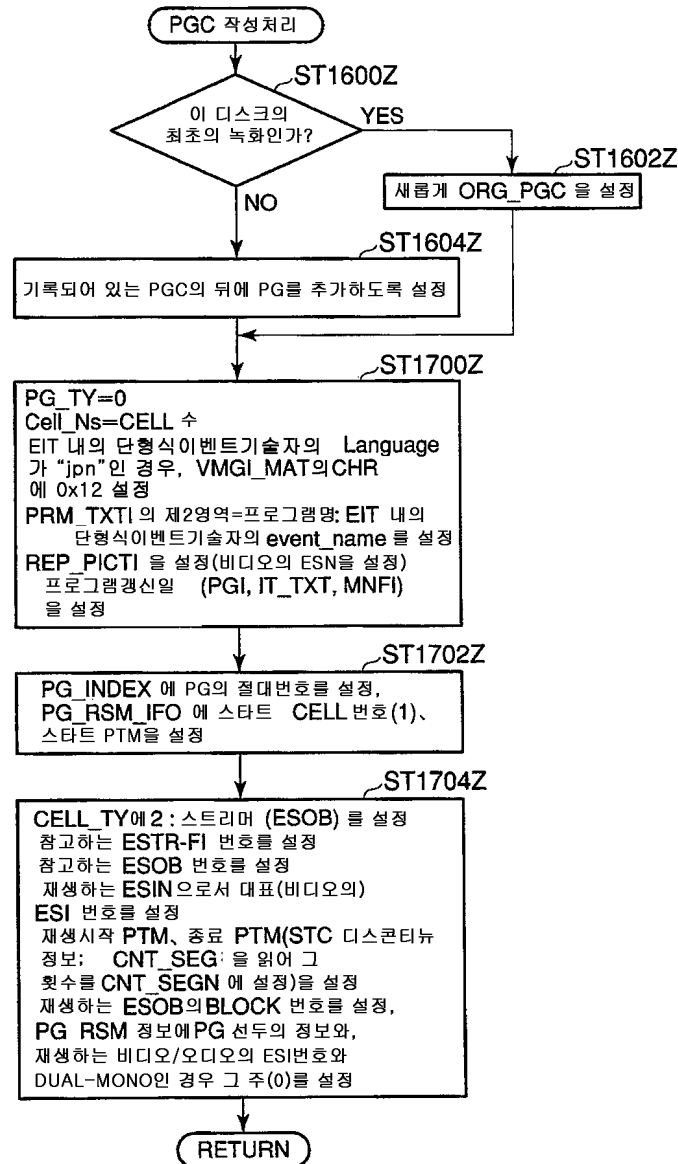 PGC 작성처리
ST1600Z
이 디스크의
최초의 녹화인가?
YES
ST1602Z
새롭게 ORG_PGC 을 설정
NO
ST1604Z
기록되어 있는 PGC의 뒤에 PG를 추가하도록 설정
ST1700Z
PG_TY=0
Cell_Ns=CELL 수
EIT 내의 단형식이벤트기술자의 Language
가 "jpn"인 경우, VMGI_MAT의CHR
에 0x12 설정
PRM_TXTI 의 제2영역=프로그램명: EIT 내의
단형식이벤트기술자의 event_name 를 설정
REP_PICTI 을 설정(비디오의 ESN을 설정)
프로그램갱신일 (PGI, IT_TXT, MNFI)
을 설정
ST1702Z
PG_INDEX 에 PG의 절대번호를 설정,
PG_RSM_IFO 에 스타트 CELL 번호(1)、
스타트 PTM을 설정
ST1704Z
CELL_TY에 2 : 스트리머 (ESOB) 를 설정
참고하는 ESTR-FI 번호를 설정
참고하는 ESOB 번호를 설정
재생하는 ESIN으로서 대표(비디오의)
ESI 번호를 설정
재생시작 PTM、종료 PTM(STC 디스콘티뉴
정보; CNT_SEG: 을 읽어 그
횟수를 CNT_SEGN 에 설정)을 설정
재생하는 ESOB의BLOCK 번호를 설정,
PG RSM 정보에PG 선두의 정보와,
재생하는 비디오/오디오의 ESI번호와
DUAL-MONO인 경우 그 주(0)를 설정
RETURN